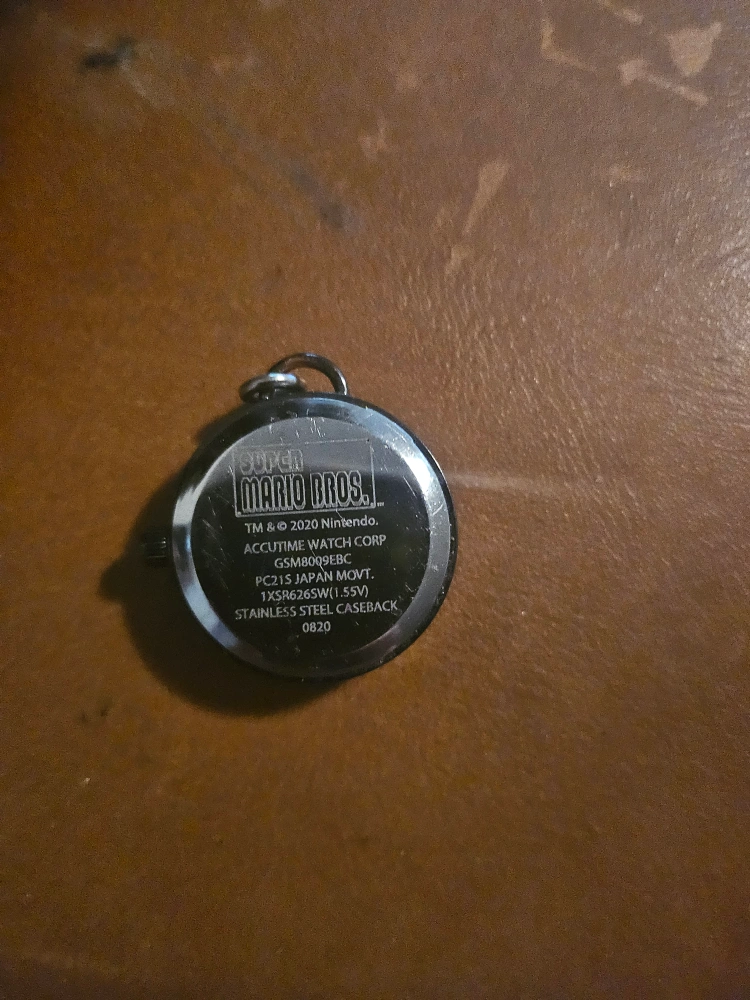 SUPER
MARIO BROS.
TM & © 2020 Nintendo.
ACCUTIME WATCH CORP
GSM8009EBC
PC21S JAPAN MOVT.
1XSR626SW(1.55V)
STAINLESS STEEL CASEBACK
0820